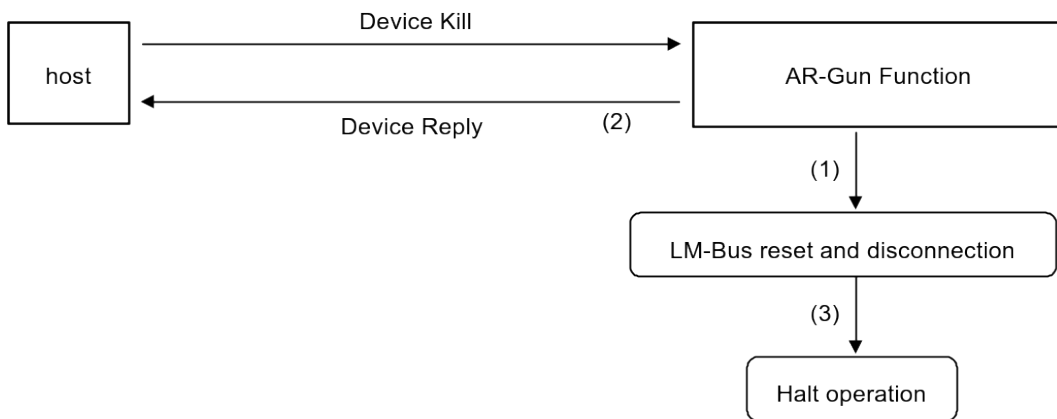 Device Kill
host
AR-Gun Function
Device Reply
(2)
(1)
LM-Bus reset and disconnection
(3)
Halt operation